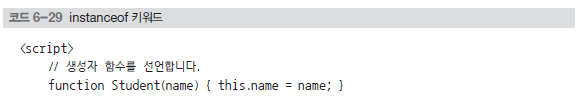 코드 6-29 instanceof 키워드
<script>
// 생성자 함수를 선언합니다.
function Student(name) { this.name = name; }